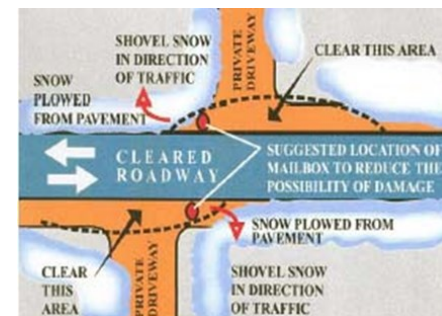 SHOVEL SNOW
IN DIRECTION
OF TRAFFIC
PRIVATE
DRIVEWAY
CLEAR THIS AREA
SNOW
PLOWED
FROM PAVEMENT
CLEARED
ROADWAY
SUGGESTED LOCATION OF
MAILBOX TO REDUCE THE
POSSIBILITY OF DAMAGE
SNOW PLOWED FROM
PAVEMENT
CLEAR
THIS
AREA
PRIVATE
DRIVEWAY
SHOVEL SNOW
IN DIRECTION
OF TRAFFIC